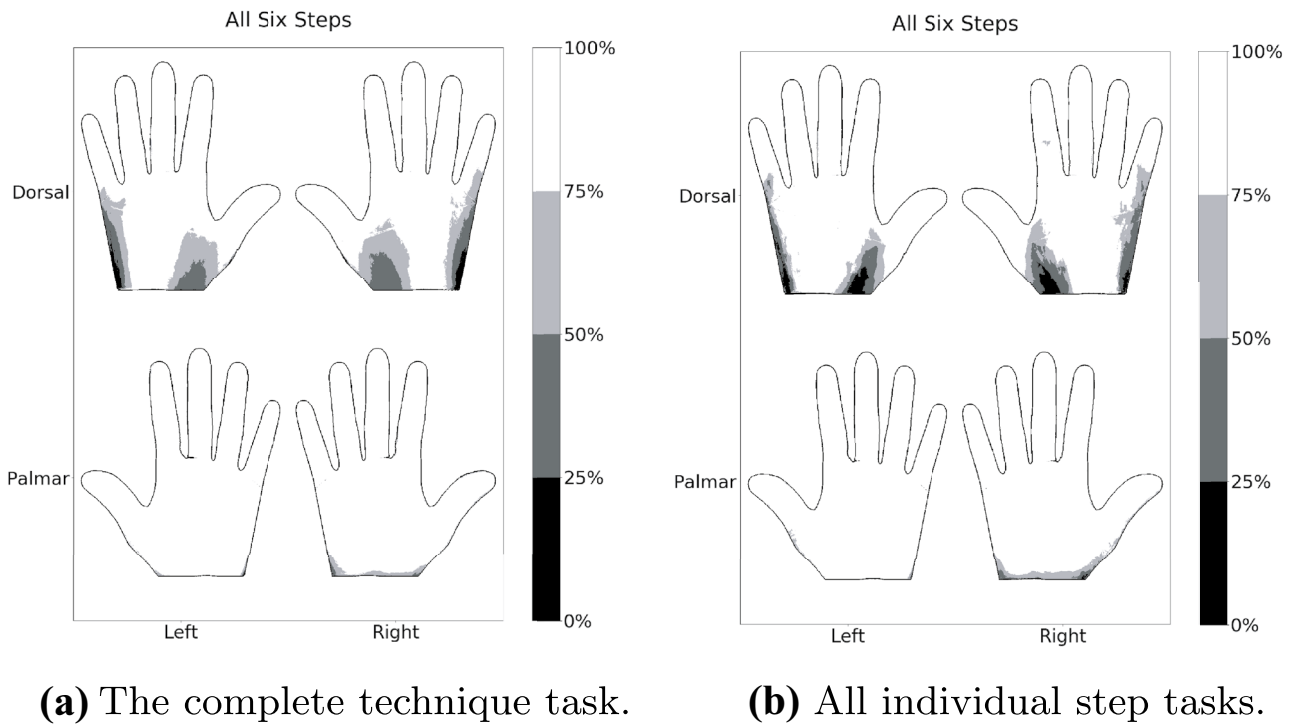 All Six Steps
100%
Dorsal
75%
50%
Palmar
25%
0%
Left
Right
(a) The complete technique task.
All Six Steps
100%
Dorsal
75%
50%
Palmar
25%
0%
Left
Right
(b) All individual step tasks.